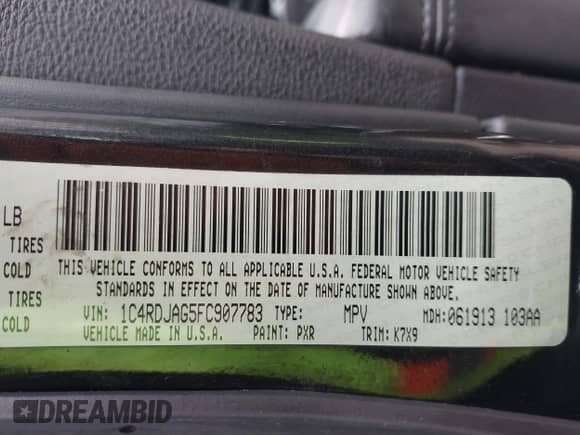 LB
TIRES
COLD
THIS VEHICLE CONFORMS TO ALL APPLICABLE U.S.A. FEDERAL MOTOR VEHICLE SAFETY
STANDARDS IN EFFECT ON THE DATE OF MANUFACTURE SHOWN ABOVE.
TIRES
COLD
VIN: 1C4RDJAG5FC907783 TYPE: MPV MDH:061913 103AA
VEHICLE MADE IN U.S.A. PAINT: PXR TRIM: K7X9
DREAMBID